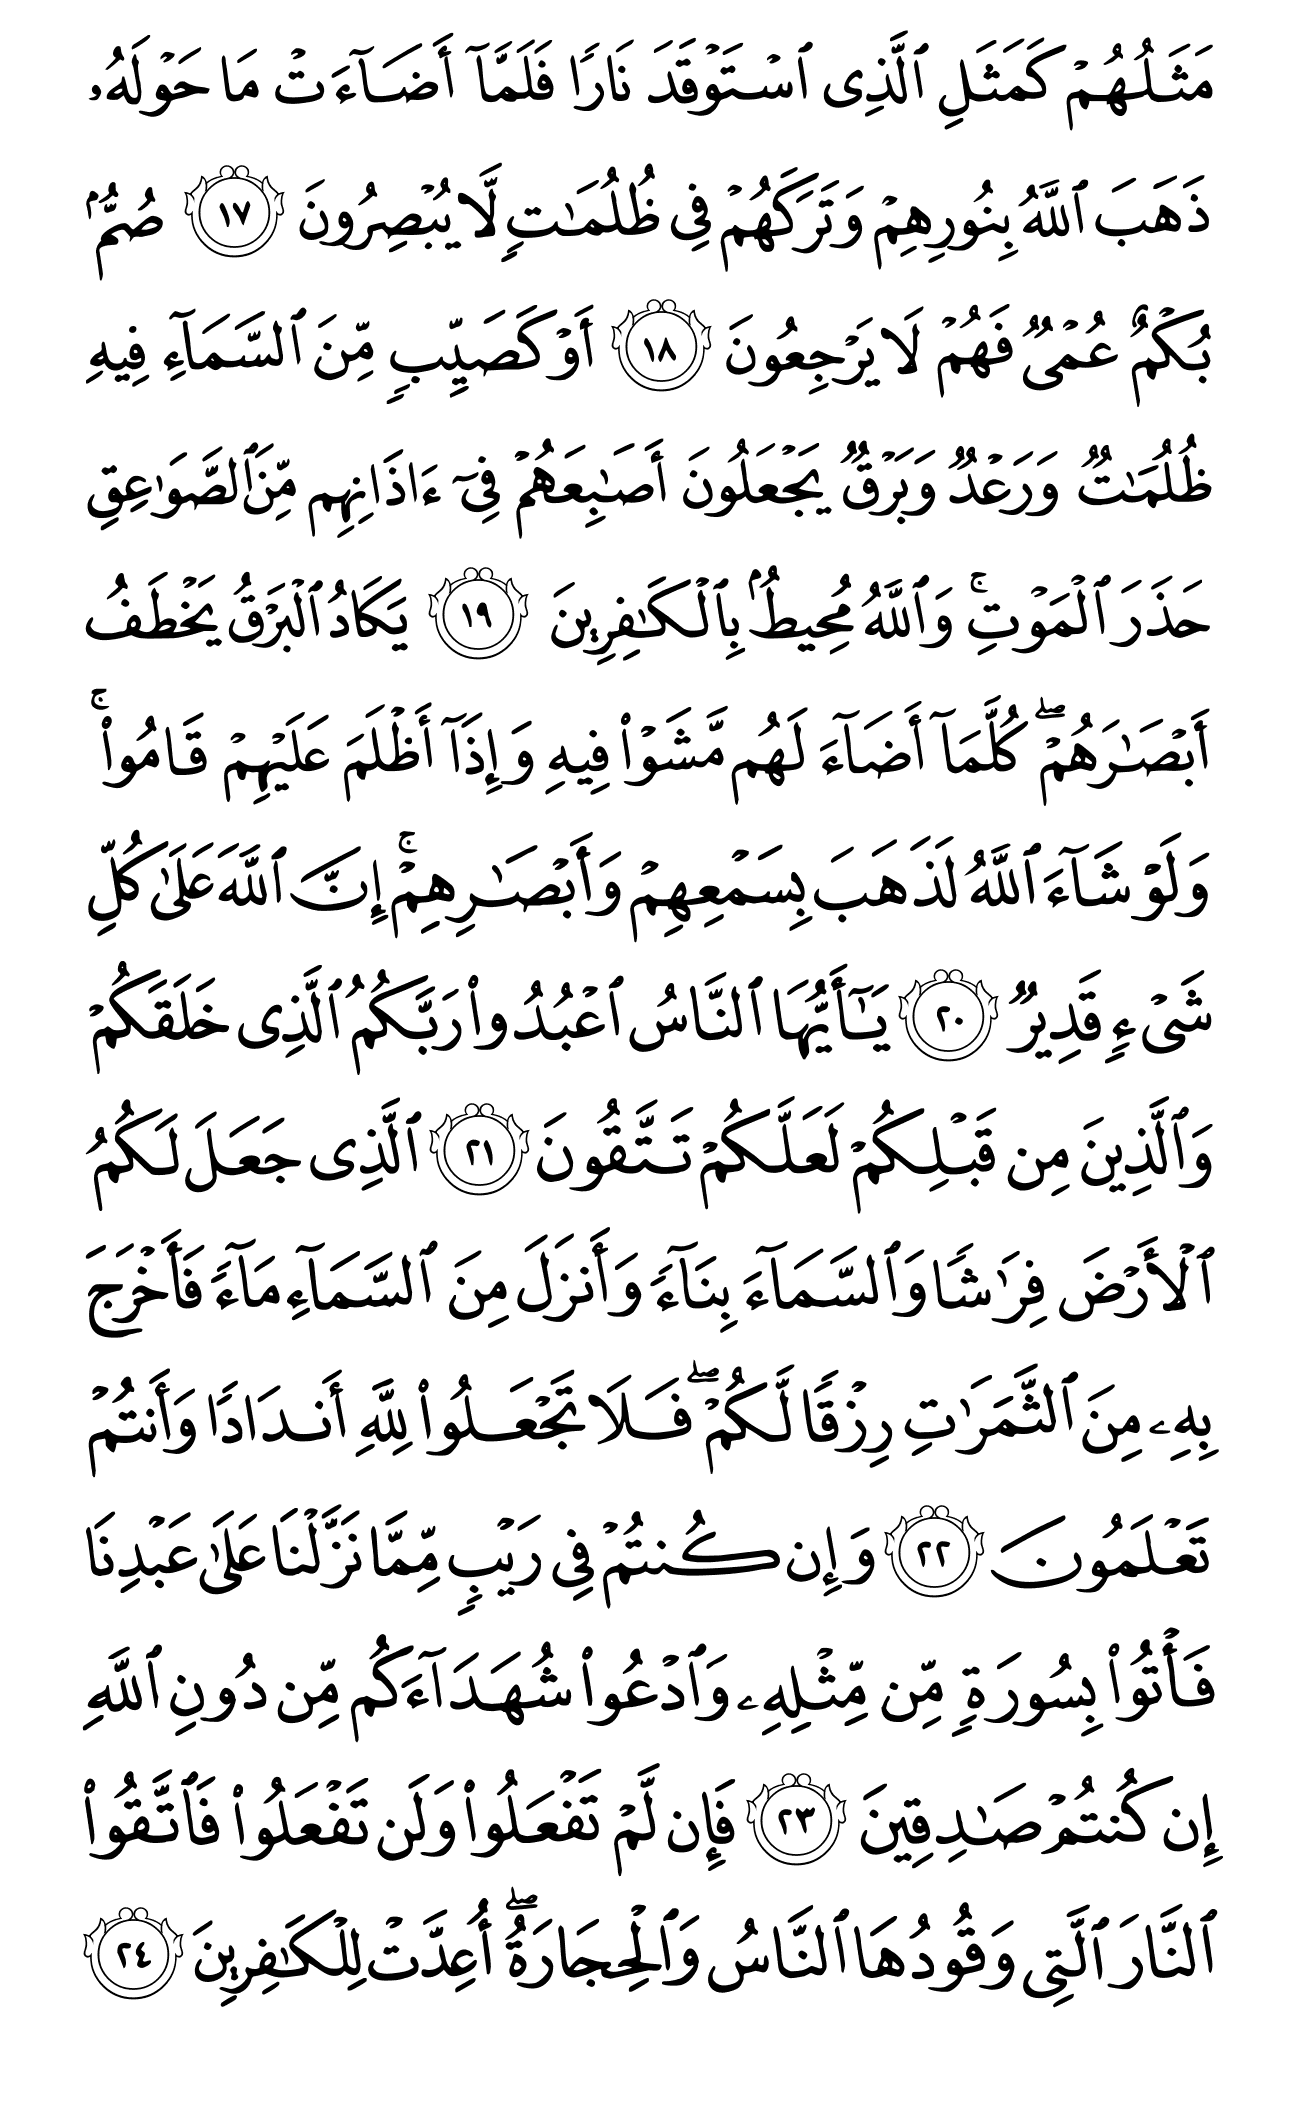 مَثَلُهُمۡ كَمَثَلِ ٱلَّذِى ٱسۡتَوۡقَدَ نَارًا فَلَمَّآ أَضَآءَتۡ مَا حَوۡلَهُۥ
ذَهَبَ ٱللَّهُ بِنُورِهِمۡ وَتَرَكَهُمۡ فِى ظُلُمَـٰتٍ لَّا يُبۡصِرُونَ ١٧ صُمُّۢ
بُكۡمٌ عُمۡىٌ فَهُمۡ لَا يَرۡجِعُونَ ١٨ أَوۡ كَصَيِّبٍ مِّنَ ٱلسَّمَآءِ فِيهِ
ظُلُمَـٰتٌ وَرَعۡدٌ وَبَرۡقٌ يَجۡعَلُونَ أَصَـٰبِعَهُمۡ فِىٓ ءَاذَانِهِم مِّنَ ٱلصَّوَٰعِقِ
حَذَرَ ٱلۡمَوۡتِۚ وَٱللَّهُ مُحِيطُۢ بِٱلۡكَـٰفِرِينَ ١٩ يَكَادُ ٱلۡبَرۡقُ يَخۡطَفُ
أَبۡصَـٰرَهُمۡۖ كُلَّمَآ أَضَآءَ لَهُم مَّشَوۡا۟ فِيهِ وَإِذَآ أَظۡلَمَ عَلَيۡهِمۡ قَامُوا۟ۚ
وَلَوۡ شَآءَ ٱللَّهُ لَذَهَبَ بِسَمۡعِهِمۡ وَأَبۡصَـٰرِهِمۡۚ إِنَّ ٱللَّهَ عَلَىٰ كُلِّ
شَىۡءٍ قَدِيرٌ ٢٠ يَـٰٓأَيُّهَا ٱلنَّاسُ ٱعۡبُدُوا۟ رَبَّكُمُ ٱلَّذِى خَلَقَكُمۡ
وَٱلَّذِينَ مِن قَبۡلِكُمۡ لَعَلَّكُمۡ تَتَّقُونَ ٢١ ٱلَّذِى جَعَلَ لَكُمُ
ٱلۡأَرۡضَ فِرَٰشًا وَٱلسَّمَآءَ بِنَآءً وَأَنزَلَ مِنَ ٱلسَّمَآءِ مَآءً فَأَخۡرَجَ
بِهِۦ مِنَ ٱلثَّمَرَٰتِ رِزۡقًا لَّكُمۡۖ فَلَا تَجۡعَلُوا۟ لِلَّهِ أَندَادًا وَأَنتُمۡ
تَعۡلَمُونَ ٢٢ وَإِن كُنتُمۡ فِى رَيۡبٍ مِّمَّا نَزَّلۡنَا عَلَىٰ عَبۡدِنَا
فَأۡتُوا۟ بِسُورَةٍ مِّن مِّثۡلِهِۦ وَٱدۡعُوا۟ شُهَدَآءَكُم مِّن دُونِ ٱللَّهِ
إِن كُنتُمۡ صَـٰدِقِينَ ٢٣ فَإِن لَّمۡ تَفۡعَلُوا۟ وَلَن تَفۡعَلُوا۟ فَٱتَّقُوا۟
ٱلنَّارَ ٱلَّتِى وَقُودُهَا ٱلنَّاسُ وَٱلۡحِجَارَةُۖ أُعِدَّتۡ لِلۡكَـٰفِرِينَ ٢٤